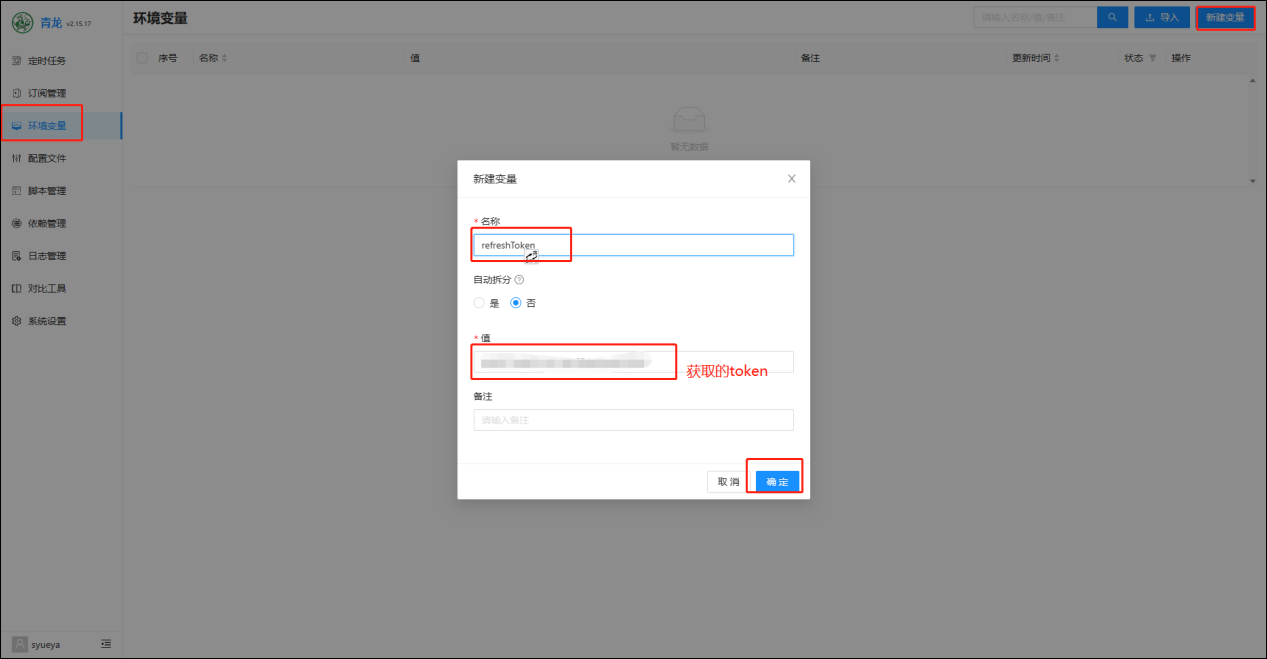 青龙 v2.15.17
环境变量
请输入名称/值/备注
导入
新建变量
定时任务
订阅管理
环境变量
配置文件
脚本管理
依赖管理
日志管理
对比工具
系统设置
序号 名称 值 备注 更新时间 状态 操作
暂无数据
新建变量
* 名称
refreshToken
自动拆分
是 否
* 值
获取的token
备注
请输入备注
取 消 确 定
syueya